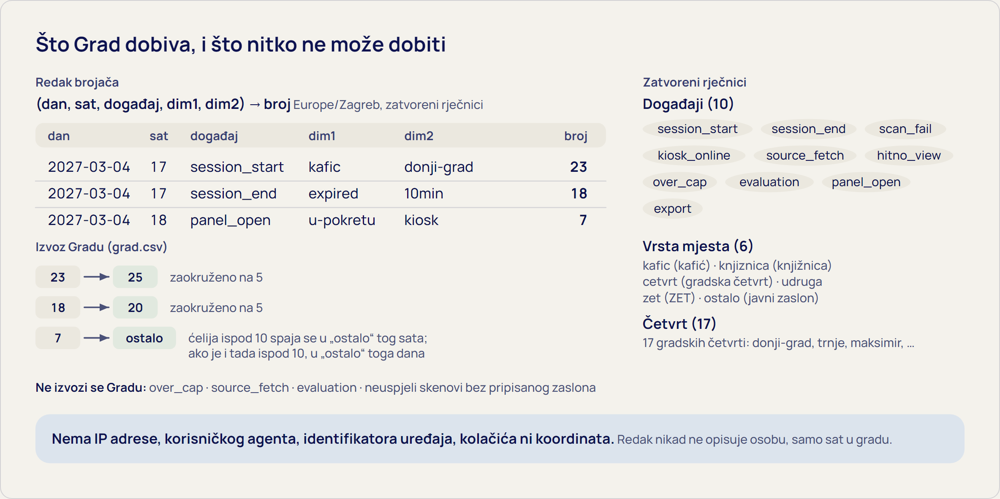 Što Grad dobiva, i što nitko ne može dobiti
Redak brojača
(dan, sat, događaj, dim1, dim2) → broj Europe/Zagreb, zatvoreni rječnici
dan sat događaj dim1 dim2 broj
2027-03-04 17 session_start kafic donji-grad 23
2027-03-04 17 session_end expired 10min 18
2027-03-04 18 panel_open u-pokretu kiosk 7
Izvoz Gradu (grad.csv)
23 → 25 zaokruženo na 5
18 → 20 zaokruženo na 5
7 → ostalo ćelija ispod 10 spaja se u „ostalo“ tog sata;
ako je i tada ispod 10, u „ostalo“ toga dana
Ne izvozi se Gradu: over_cap · source_fetch · evaluation · neuspjeli skenovi bez pripisanog zaslona
Zatvoreni rječnici
Događaji (10)
session_start session_end scan_fail
kiosk_online source_fetch hitno_view
over_cap evaluation panel_open
export
Vrsta mjesta (6)
kafic (kafić) · knjiznica (knjižnica)
cetvrt (gradska četvrt) · udruga
zet (ZET) · ostalo (javni zaslon)
Četvrt (17)
17 gradskih četvrti: donji-grad, trnje, maksimir, …
Nema IP adrese, korisničkog agenta, identifikatora uređaja, kolačića ni koordinata. Redak nikad ne opisuje osobu, samo sat u gradu.